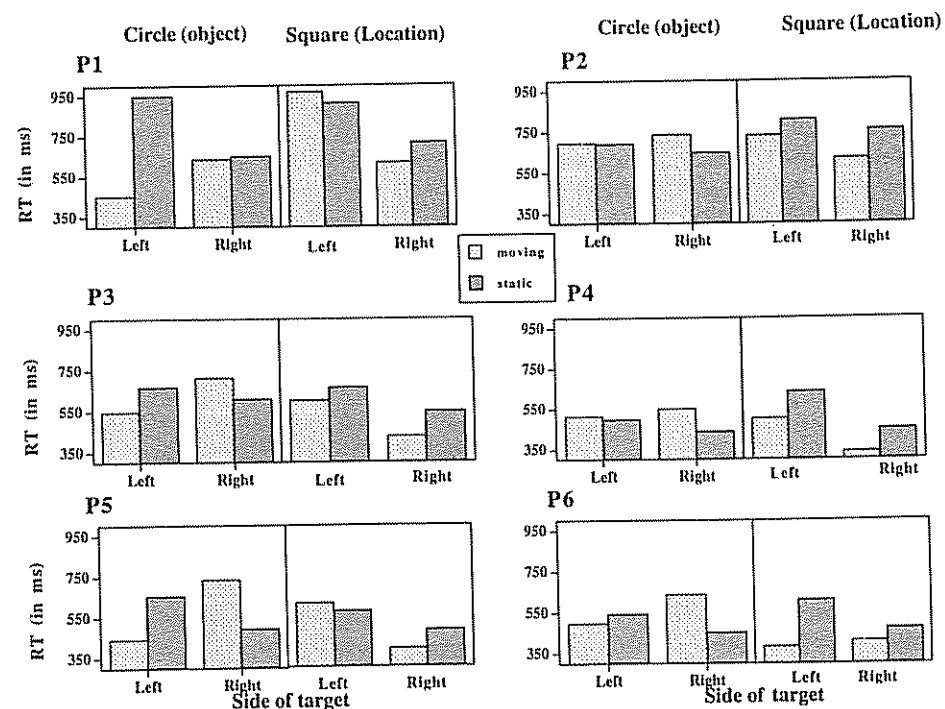 Circle (object) Square (Location) Circle (object) Square (Location)
P1 P2
RT (in ms)
950
750
550
350
Left Right Left Right
950
750
550
350
Left Right Left Right
moving
static
P3 P4
RT (in ms)
950
750
550
350
Left Right Left Right
950
750
550
350
Left Right Left Right
P5 P6
RT (in ms)
950
750
550
350
Left Right Left Right
Side of target
950
750
550
350
Left Right Left Right
Side of target